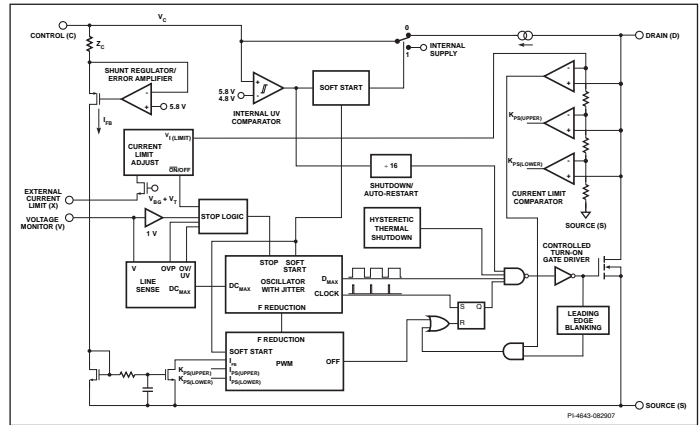 V_C
0
CONTROL (C)
Z_C
1
INTERNAL
SUPPLY
DRAIN (D)
SHUNT REGULATOR/
ERROR AMPLIFIER
-
+
5.8 V
I_FB
+
-
5.8 V
4.8 V
INTERNAL UV
COMPARATOR
SOFT START
-
+
K_PS(UPPER)
-
+
K_PS(LOWER)
-
+
CURRENT LIMIT
COMPARATOR
SOURCE (S)
V_I (LIMIT)
CURRENT
LIMIT
ADJUST
ON/OFF
÷ 16
SHUTDOWN/
AUTO-RESTART
EXTERNAL
CURRENT
LIMIT (X)
V_BG + V_T
VOLTAGE
MONITOR (V)
1 V
STOP LOGIC
HYSTERETIC
THERMAL
SHUTDOWN
CONTROLLED
TURN-ON
GATE DRIVER
V
OVP
OV/
UV
LINE
SENSE
DC_MAX
STOP
SOFT
START
DC_MAX
OSCILLATOR
WITH JITTER
D_MAX
CLOCK
F REDUCTION
S
Q
R
LEADING
EDGE
BLANKING
F REDUCTION
SOFT START
PWM
I_FB
K_PS(UPPER)
I_PS(UPPER)
K_PS(LOWER)
I_PS(LOWER)
OFF
SOURCE (S)
PI-4643-082907